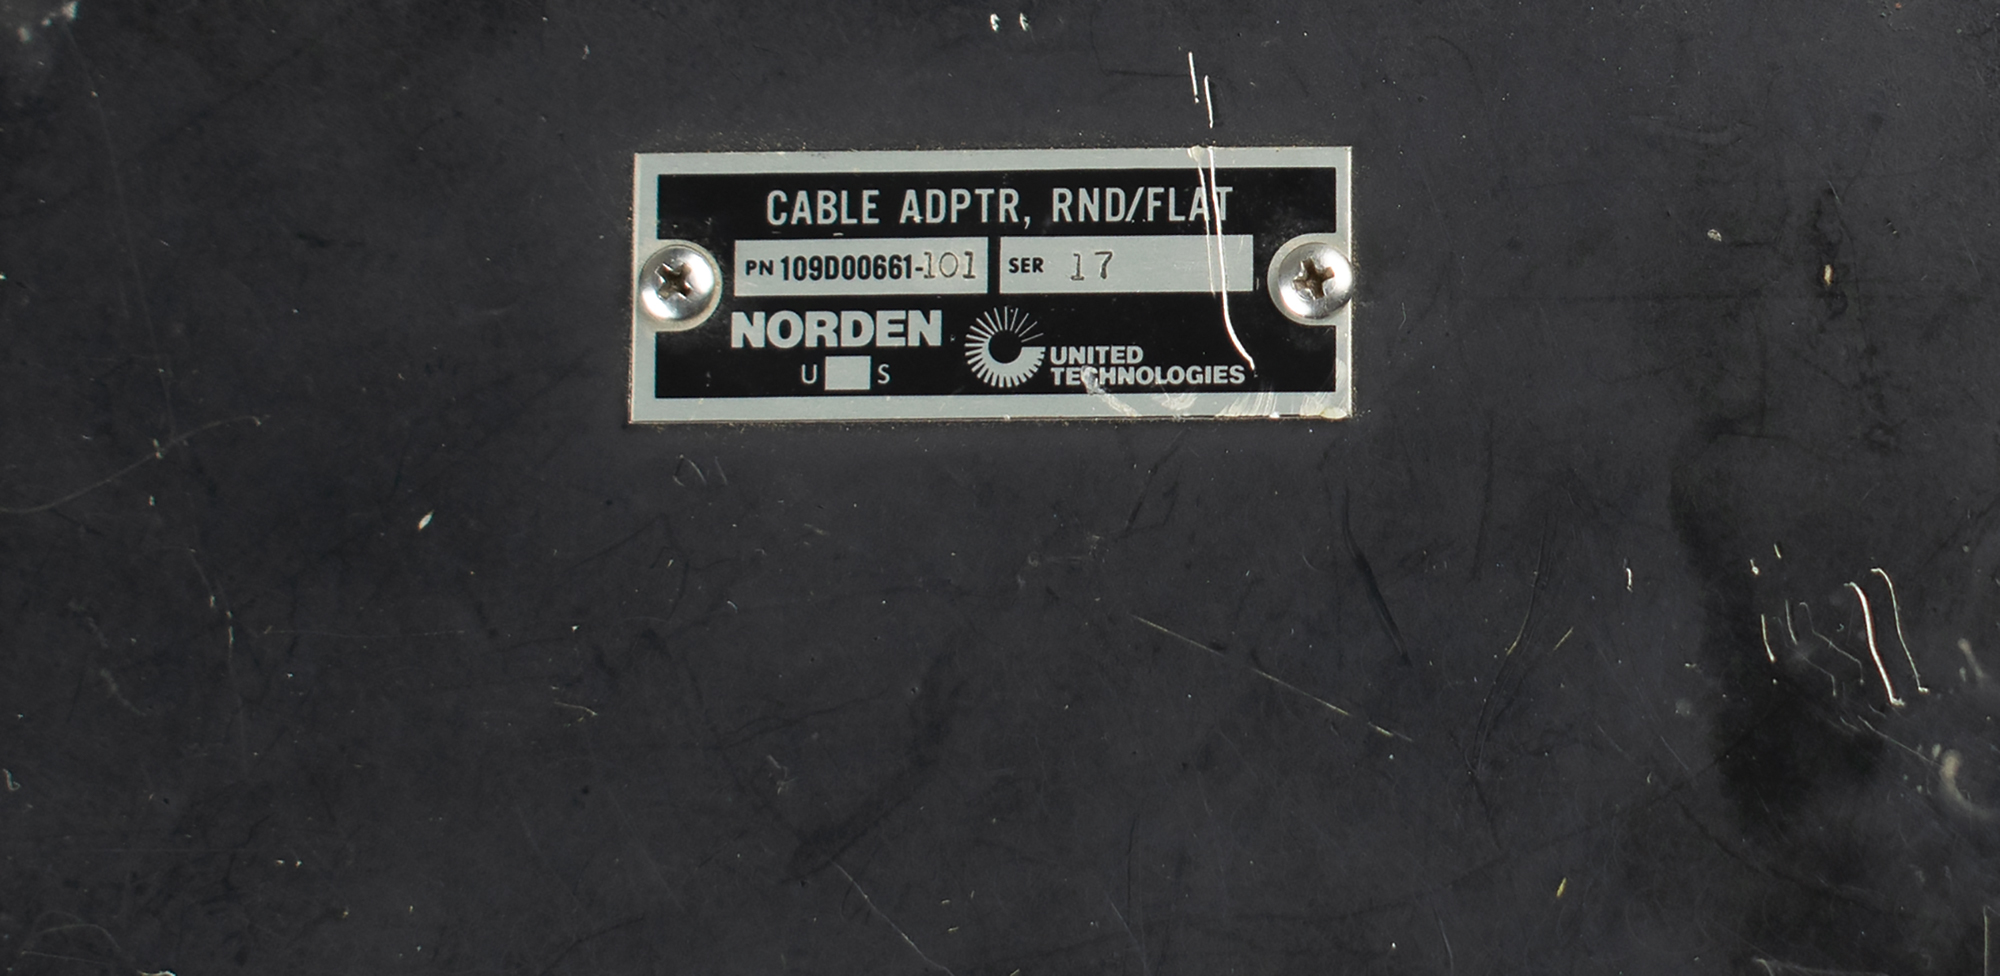 CABLE ADPTR, RND/FLAT
PN 109D00661-101 SER 17
NORDEN
UNITED
TECHNOLOGIES
U S